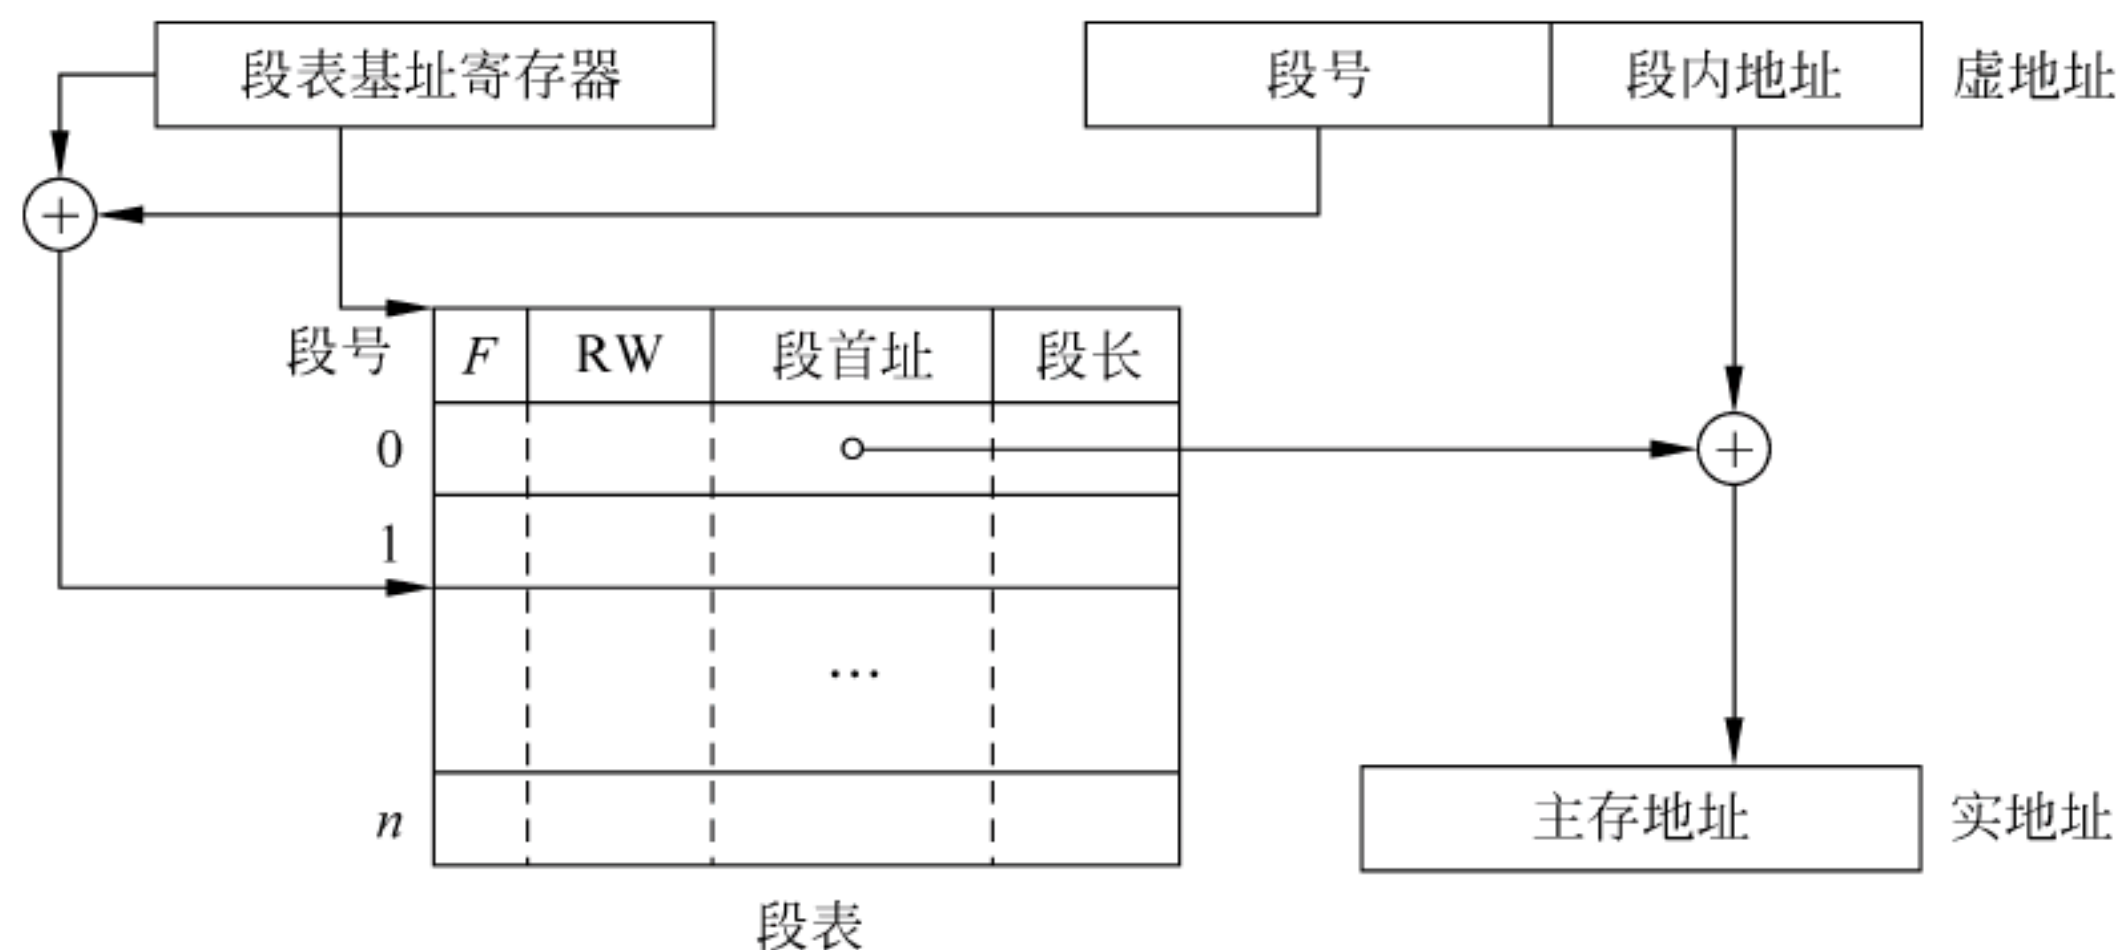 段表基址寄存器
段号 段内地址 虚地址
+
段号 F RW 段首址 段长
0
+
1
…
n
主存地址 实地址
段表